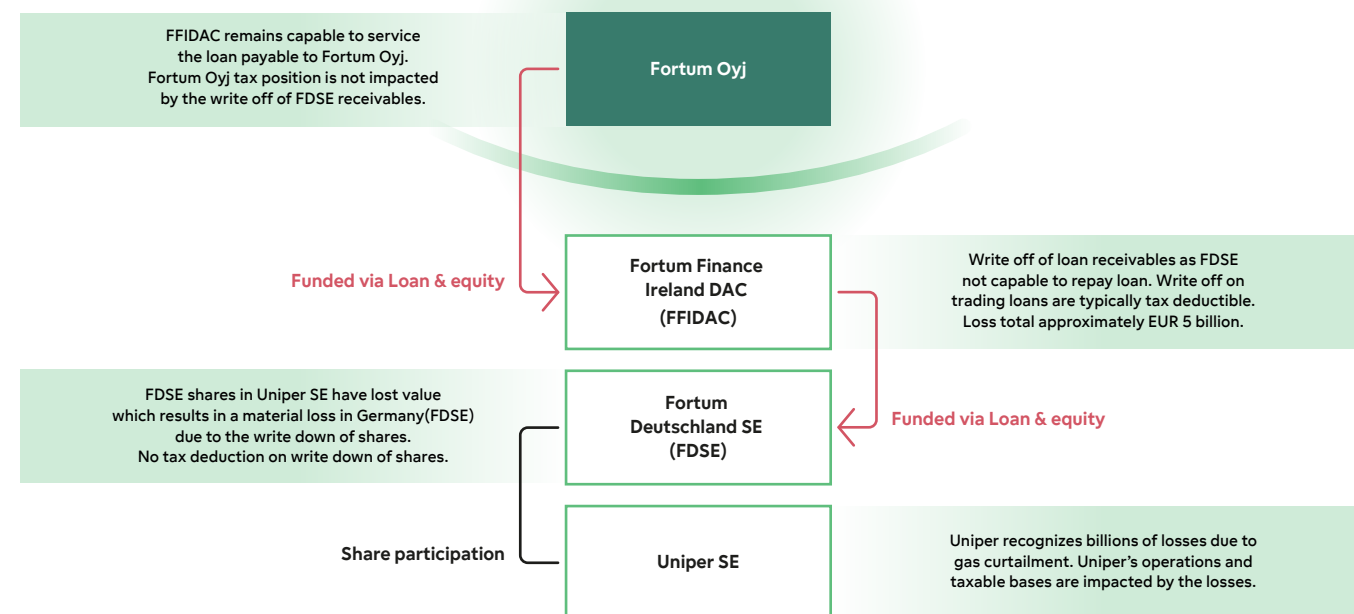 FFIDAC remains capable to service
the loan payable to Fortum Oyj.
Fortum Oyj tax position is not impacted
by the write off of FDSE receivables.
Fortum Oyj
Funded via Loan & equity
Fortum Finance
Ireland DAC
(FFIDAC)
Write off of loan receivables as FDSE
not capable to repay loan. Write off on
trading loans are typically tax deductible.
Loss total approximately EUR 5 billion.
FDSE shares in Uniper SE have lost value
which results in a material loss in Germany(FDSE)
due to the write down of shares.
No tax deduction on write down of shares.
Fortum
Deutschland SE
(FDSE)
Funded via Loan & equity
Share participation
Uniper SE
Uniper recognizes billions of losses due to
gas curtailment. Uniper’s operations and
taxable bases are impacted by the losses.